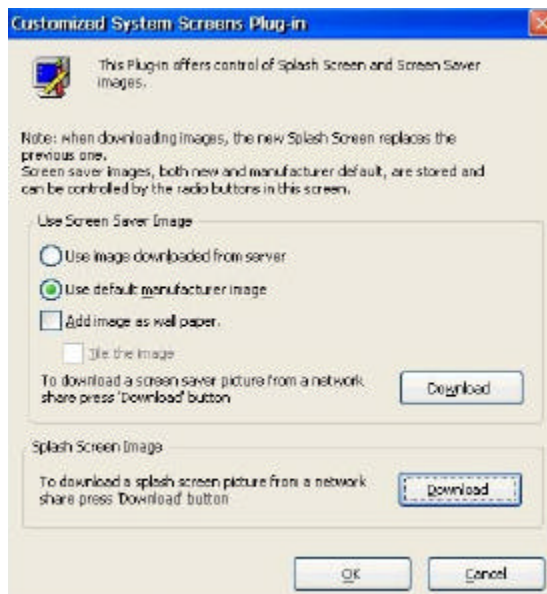 Customized System Screens Plug-in
This Plug-in offers control of Splash Screen and Screen Saver
images.
Note: when downloading images, the new Splash Screen replaces the
previous one.
Screen saver images, both new and manufacturer default, are stored and
can be controlled by the radio buttons in this screen.
Use Screen Saver Image
Use image downloaded from server
Use default manufacturer image
Add image as wall paper.
Tile the image
To download a screen saver picture from a network
share press 'Download' button
Download
Splash Screen Image
To download a splash screen picture from a network
share press 'Download' button
Download
OK
Cancel